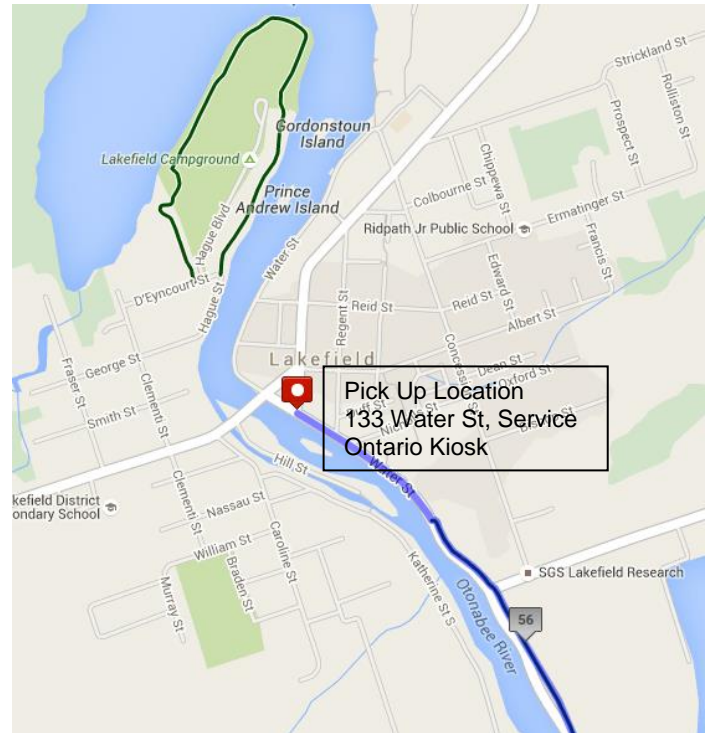 Strickland St
Rolliston St
Prospect St
Gordonstoun
Island
Chippewa St
Lakefield Campground
Colbourne St
Prince
Andrew Island
Ermatinger St
Hague Blvd
Ridpath Jr Public School
Water St
Francis St
Edward St
D'Eyncourt St
Hague St
Regent St
Reid St
Reid St
Albert St
George St
Fraser St
Concession St
Lakefield
Dean St
Oxford St
Clementi St
Smith St
Pick Up Location
133 Water St, Service
Ontario Kiosk
Hill St
Water St
kefield District
ondary School
Nassau St
Clementi St
William St
Caroline St
Braden St
Murray St
Katherine St S
SGS Lakefield Research
Otonabee River
56